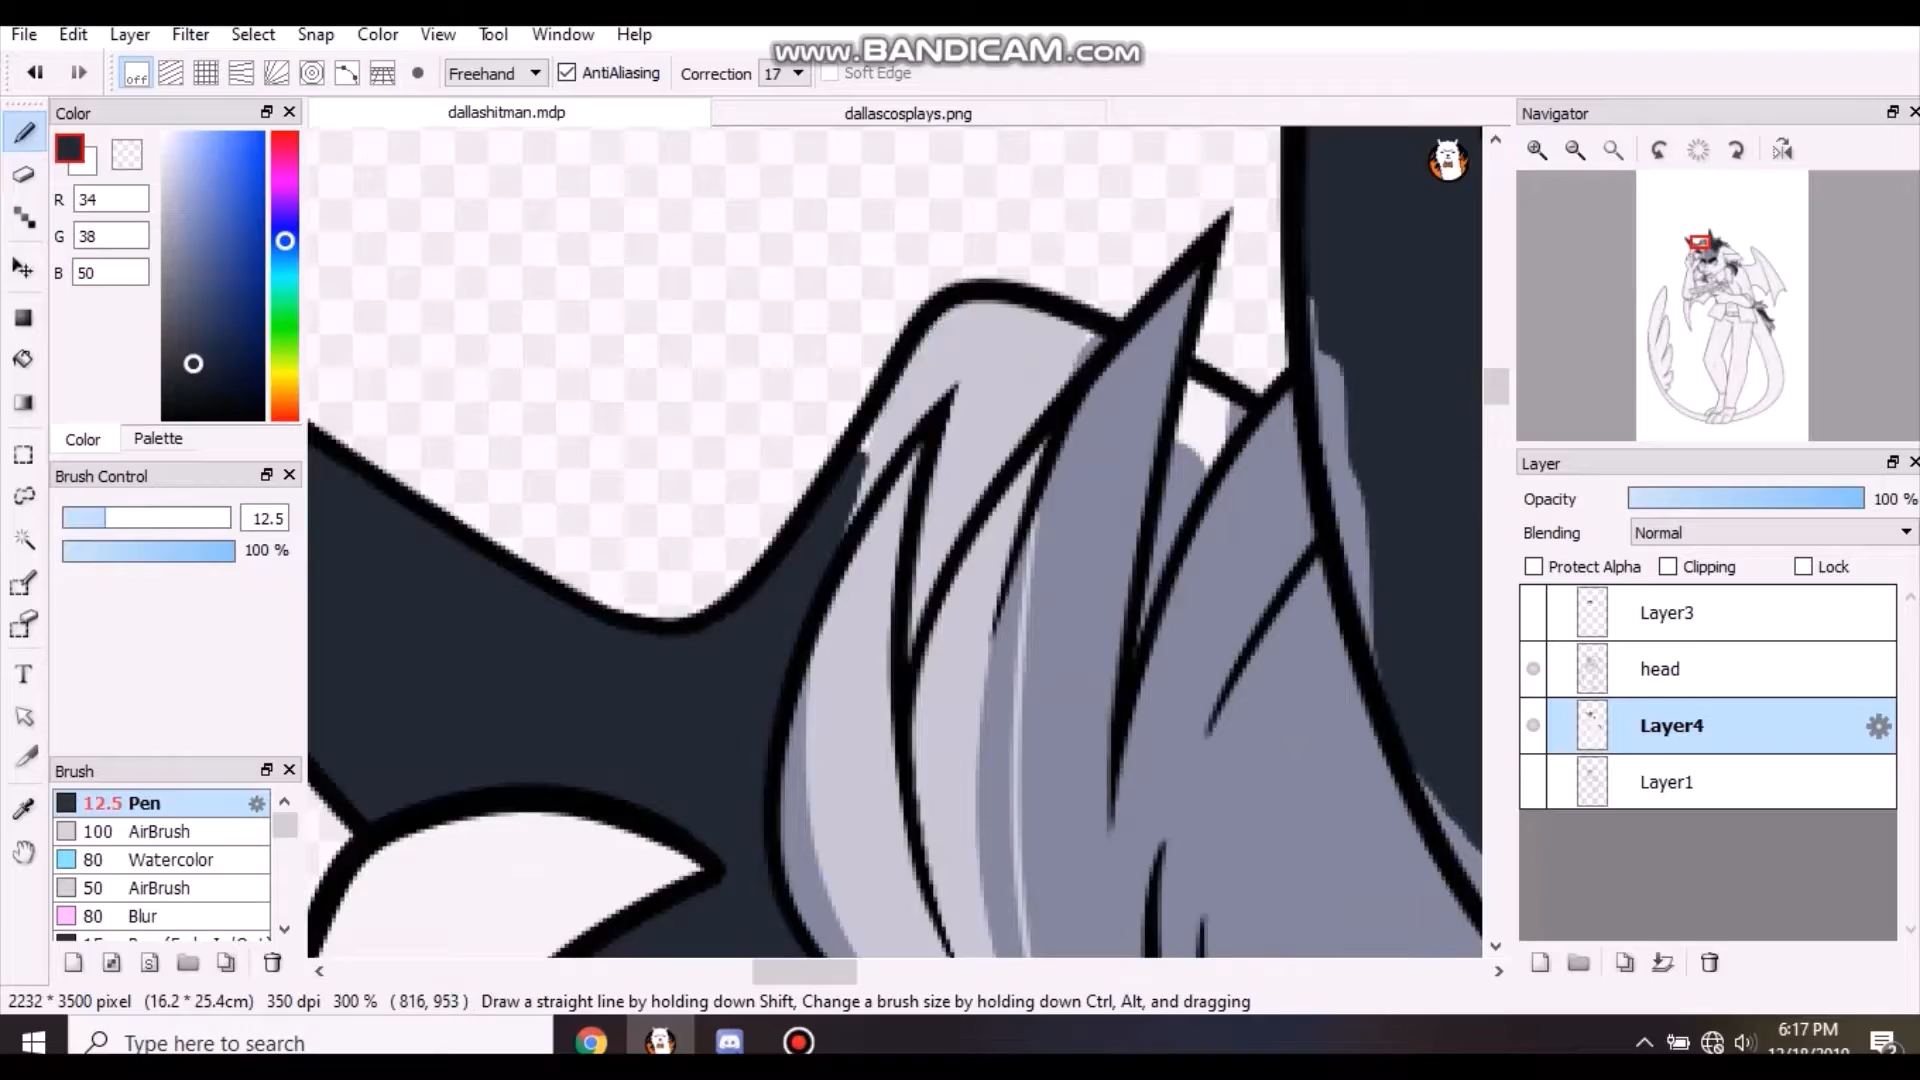 File Edit Layer Filter Select Snap Color View Tool Window Help
www.BANDICAM.com
off Freehand AntiAliasing Correction 17 Soft Edge
Color
dallashitman.mdp
dallascosplays.png
Navigator
R 34
G 38
B 50
Color Palette
Brush Control
12.5
100 %
Brush
12.5 Pen
100 AirBrush
80 Watercolor
50 AirBrush
80 Blur
Layer
Opacity 100 %
Blending Normal
Protect Alpha Clipping Lock
Layer3
head
Layer4
Layer1
2232 * 3500 pixel (16.2 * 25.4cm) 350 dpi 300 % ( 816, 953 ) Draw a straight line by holding down Shift, Change a brush size by holding down Ctrl, Alt, and dragging
Type here to search
6:17 PM